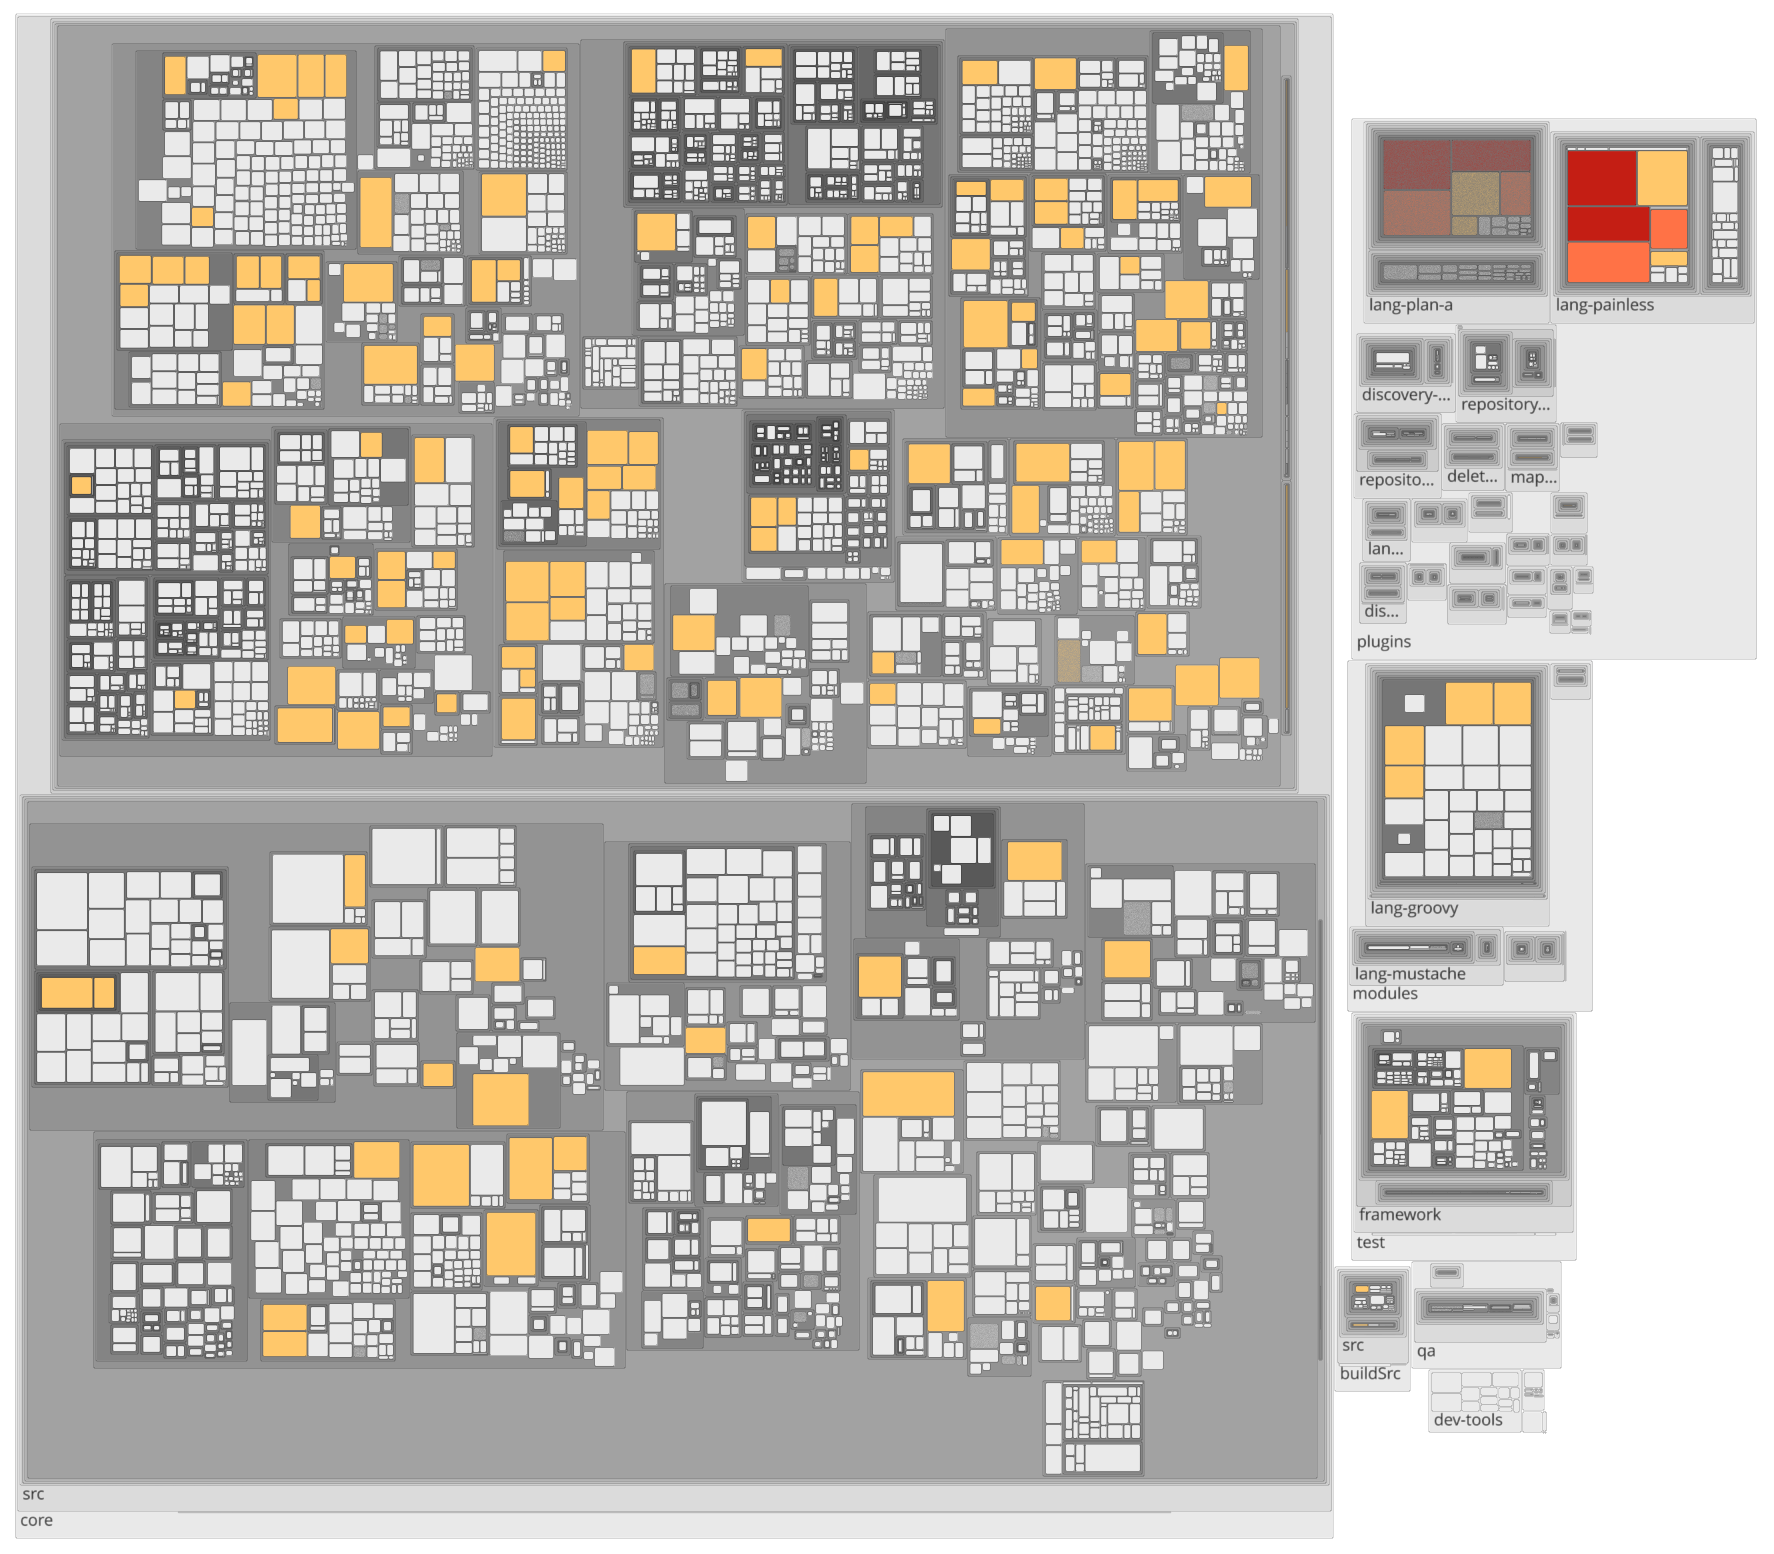 lang-plan-a
lang-painless
discovery-...
repository...
reposito...
delet...
map...
lan...
dis...
plugins
lang-groovy
lang-mustache
modules
framework
test
src
buildSrc
qa
dev-tools
src
core